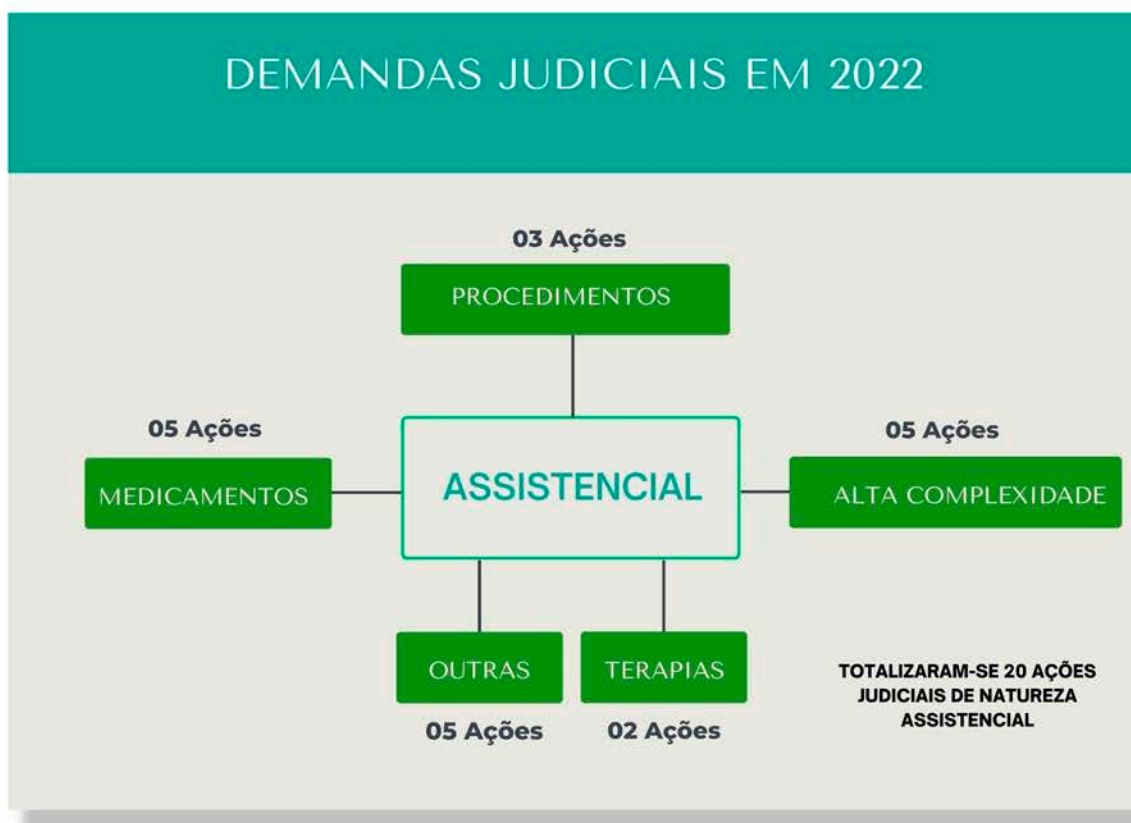 DEMANDAS JUDICIAIS EM 2022
03 Ações
PROCEDIMENTOS
05 Ações
MEDICAMENTOS
ASSISTENCIAL
05 Ações
ALTA COMPLEXIDADE
OUTRAS
05 Ações
TERAPIAS
02 Ações
TOTALIZARAM-SE 20 AÇÕES
JUDICIAIS DE NATUREZA
ASSISTENCIAL